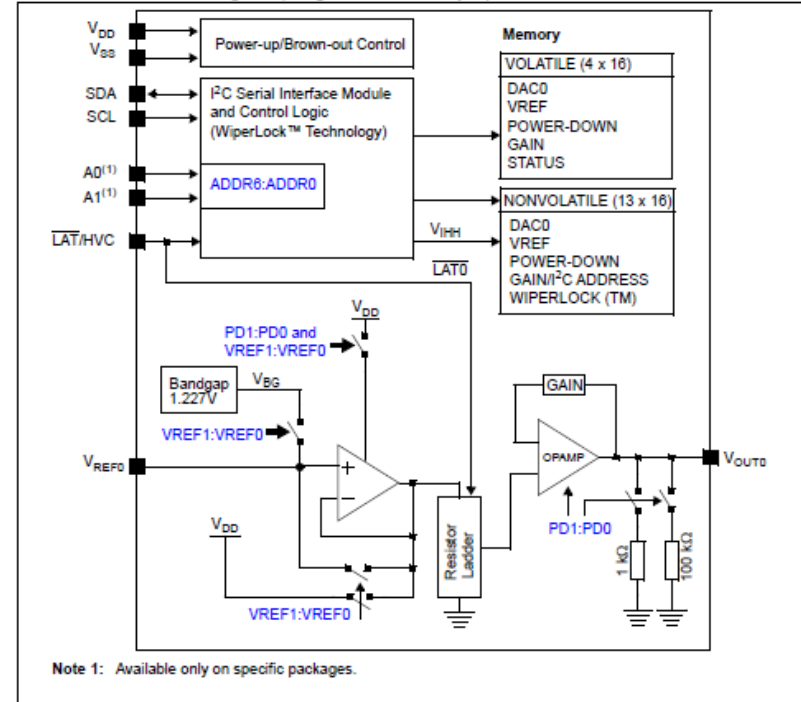 VDD
VSS
Power-up/Brown-out Control
SDA
SCL
I²C Serial Interface Module
and Control Logic
(WiperLock™ Technology)
A0(1)
A1(1)
ADDR6:ADDR0
LAT/HVC
VIHH
LAT0
Memory
VOLATILE (4 x 16)
DAC0
VREF
POWER-DOWN
GAIN
STATUS
NONVOLATILE (13 x 16)
DAC0
VREF
POWER-DOWN
GAIN/I²C ADDRESS
WIPERLOCK (TM)
VDD
PD1:PD0 and
VREF1:VREF0
Bandgap
1.227V
VBG
VREF1:VREF0
VREF0
+
−
VDD
VREF1:VREF0
Resistor
Ladder
GAIN
OPAMP
VOUT0
PD1:PD0
1 kΩ
100 kΩ
Note 1: Available only on specific packages.